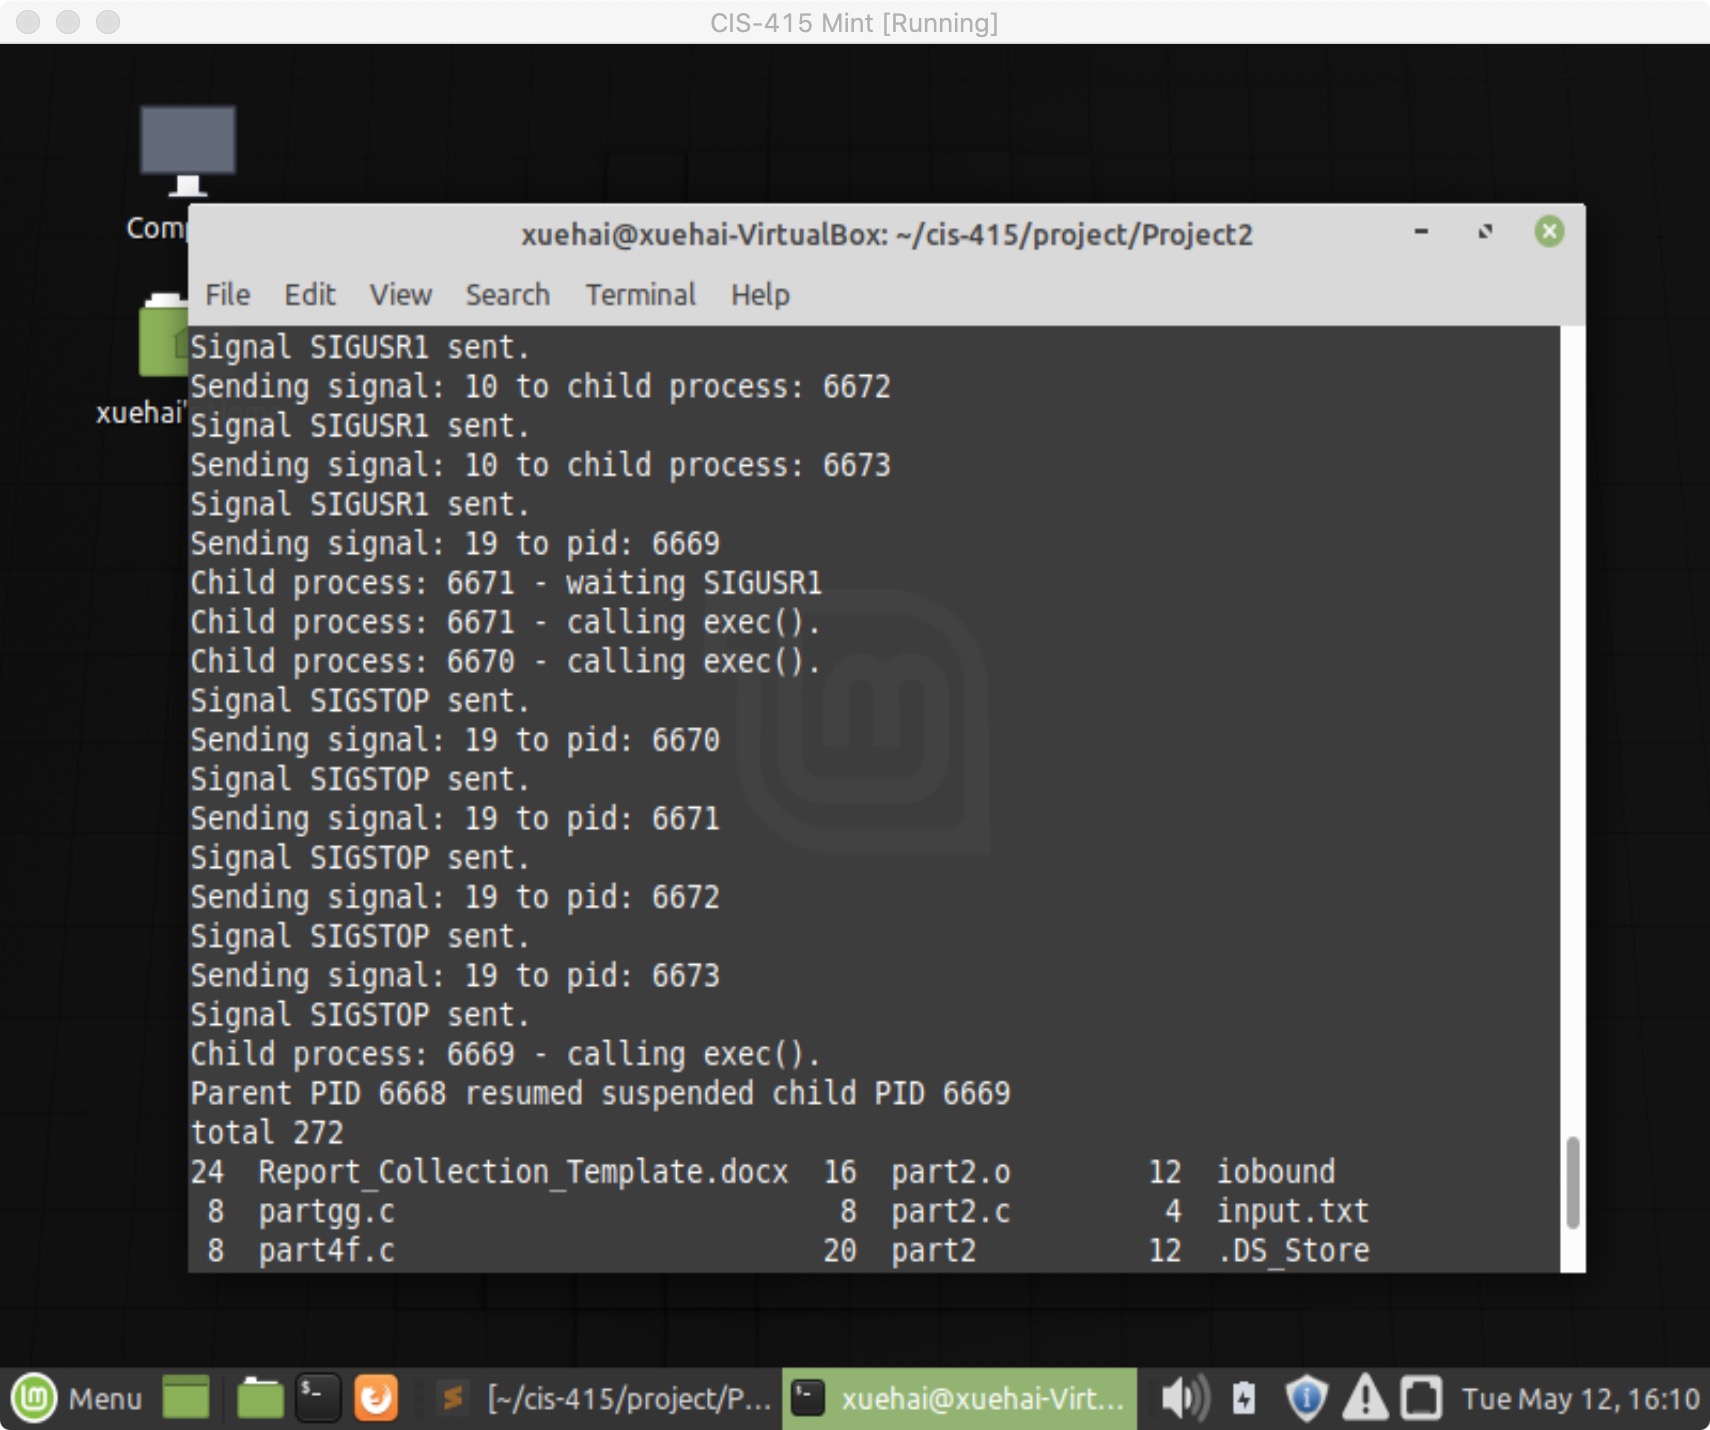 CIS-415 Mint [Running]
Comp
xuehai'
xuehai@xuehai-VirtualBox: ~/cis-415/project/Project2
File Edit View Search Terminal Help
Signal SIGUSR1 sent.
Sending signal: 10 to child process: 6672
Signal SIGUSR1 sent.
Sending signal: 10 to child process: 6673
Signal SIGUSR1 sent.
Sending signal: 19 to pid: 6669
Child process: 6671 - waiting SIGUSR1
Child process: 6671 - calling exec().
Child process: 6670 - calling exec().
Signal SIGSTOP sent.
Sending signal: 19 to pid: 6670
Signal SIGSTOP sent.
Sending signal: 19 to pid: 6671
Signal SIGSTOP sent.
Sending signal: 19 to pid: 6672
Signal SIGSTOP sent.
Sending signal: 19 to pid: 6673
Signal SIGSTOP sent.
Child process: 6669 - calling exec().
Parent PID 6668 resumed suspended child PID 6669
total 272
24 Report_Collection_Template.docx 16 part2.o 12 iobound
8 partgg.c 8 part2.c 4 input.txt
8 part4f.c 20 part2 12 .DS_Store
Menu $- [~/cis-415/project/P... xuehai@xuehai-Virt... Tue May 12, 16:10